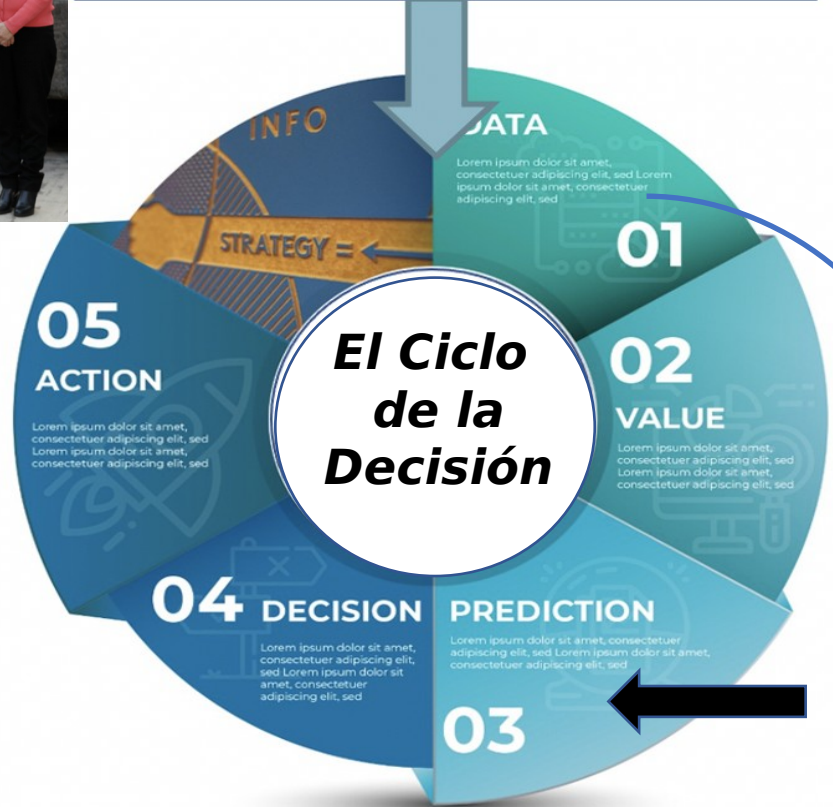 INFO
STRATEGY =
DATA
Lorem ipsum dolor sit amet,
consectetuer adipiscing elit, sed Lorem
ipsum dolor sit amet, consectetuer
adipiscing elit, sed
01
02
VALUE
Lorem ipsum dolor sit amet,
consectetuer adipiscing elit, sed
Lorem ipsum dolor sit amet,
consectetuer adipiscing elit, sed
PREDICTION
Lorem ipsum dolor sit amet, consectetuer
adipiscing elit, sed Lorem ipsum dolor sit amet,
consectetuer adipiscing elit, sed
03
04 DECISION
Lorem ipsum dolor sit amet,
consectetuer adipiscing elit,
sed Lorem ipsum dolor sit
amet, consectetuer
adipiscing elit, sed
05
ACTION
Lorem ipsum dolor sit amet,
consectetuer adipiscing elit, sed
Lorem ipsum dolor sit amet,
consectetuer adipiscing elit, sed
El Ciclo
de la
Decisión